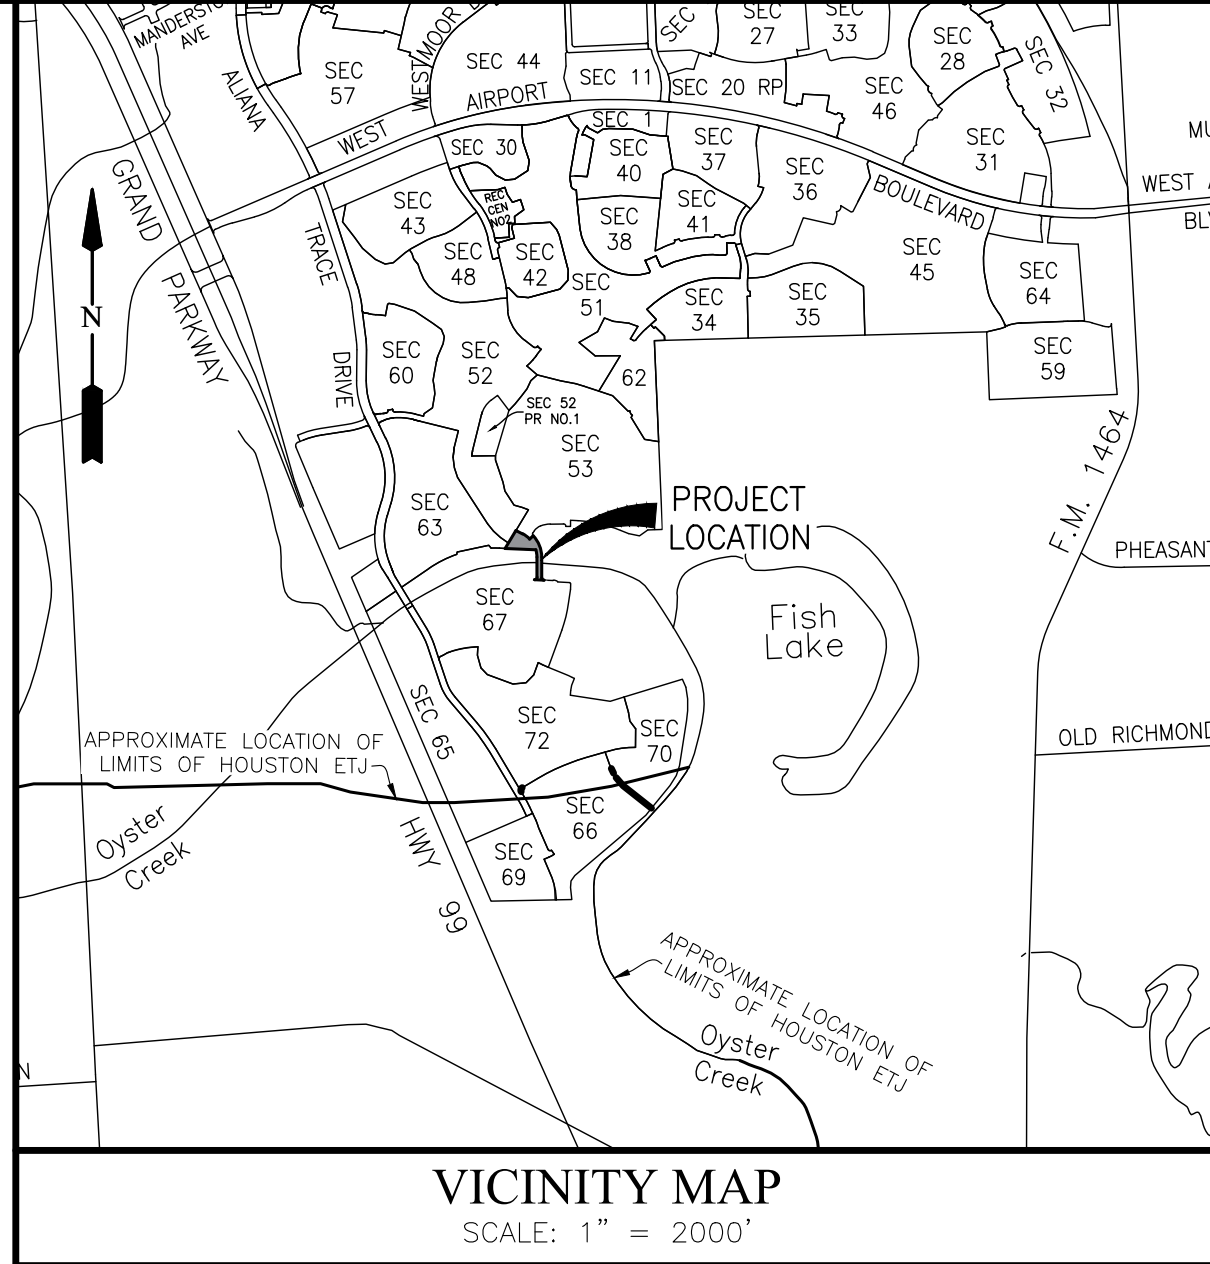 MANDERSTO
AVE
WESTMOOR
SEC
27
SEC
33
SEC
SEC
28
SEC 32
SEC 44
SEC
57
ALIANA
SEC 11
SEC 20 RP
SEC
46
AIRPORT
WEST
SEC 1
SEC 30
SEC
40
SEC
37
SEC
31
SEC
36
WEST A
BOULEVARD
GRAND
PARKWAY
REC
CEN
NO2
SEC
43
SEC
41
SEC
38
TRACE
SEC
48
SEC
42
SEC
45
SEC
51
SEC
64
SEC
34
SEC
35
N
DRIVE
SEC
60
SEC
52
62
SEC
59
SEC 52
PR NO.1
SEC
53
F.M. 1464
SEC
63
PROJECT
LOCATION
PHEASANT
SEC
67
Fish
Lake
SEC 65
SEC
72
SEC
70
OLD RICHMOND
APPROXIMATE LOCATION OF
LIMITS OF HOUSTON ETJ
SEC
66
Oyster
Creek
HWY 99
SEC
69
APPROXIMATE LOCATION OF
LIMITS OF HOUSTON ETJ
Oyster
Creek
N
VICINITY MAP
SCALE: 1" = 2000'